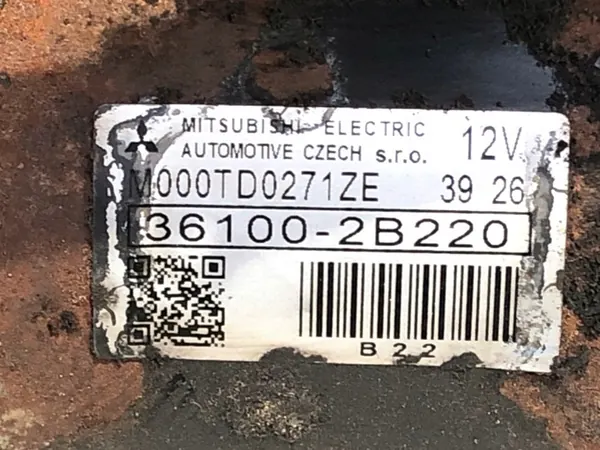 MITSUBISHI ELECTRIC
AUTOMOTIVE CZECH s.r.o. 12V
M000TD0271ZE 39 26
36100-2B220
B22